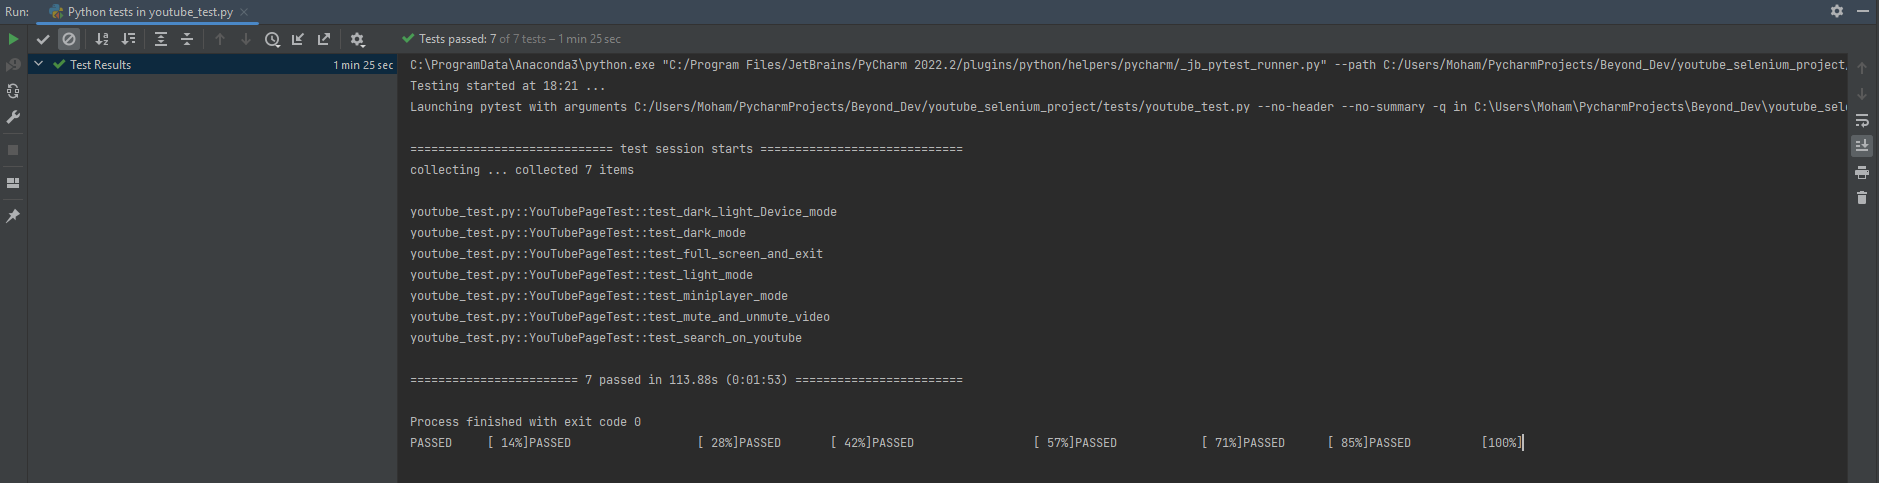 Run: Python tests in youtube_test.py
Tests passed: 7 of 7 tests – 1 min 25 sec
Test Results 1 min 25 sec
C:\ProgramData\Anaconda3\python.exe "C:/Program Files/JetBrains/PyCharm 2022.2/plugins/python/helpers/pycharm/_jb_pytest_runner.py" --path C:/Users/Moham/PycharmProjects/Beyond_Dev/youtube_selenium_project/
Testing started at 18:21 ...
Launching pytest with arguments C:/Users/Moham/PycharmProjects/Beyond_Dev/youtube_selenium_project/tests/youtube_test.py --no-header --no-summary -q in C:\Users\Moham\PycharmProjects\Beyond_Dev\youtube_sele
============================= test session starts =============================
collecting ... collected 7 items
youtube_test.py::YouTubePageTest::test_dark_light_Device_mode
youtube_test.py::YouTubePageTest::test_dark_mode
youtube_test.py::YouTubePageTest::test_full_screen_and_exit
youtube_test.py::YouTubePageTest::test_light_mode
youtube_test.py::YouTubePageTest::test_miniplayer_mode
youtube_test.py::YouTubePageTest::test_mute_and_unmute_video
youtube_test.py::YouTubePageTest::test_search_on_youtube
======================== 7 passed in 113.88s (0:01:53) ========================
Process finished with exit code 0
PASSED [ 14%]PASSED [ 28%]PASSED [ 42%]PASSED [ 57%]PASSED [ 71%]PASSED [ 85%]PASSED [100%]